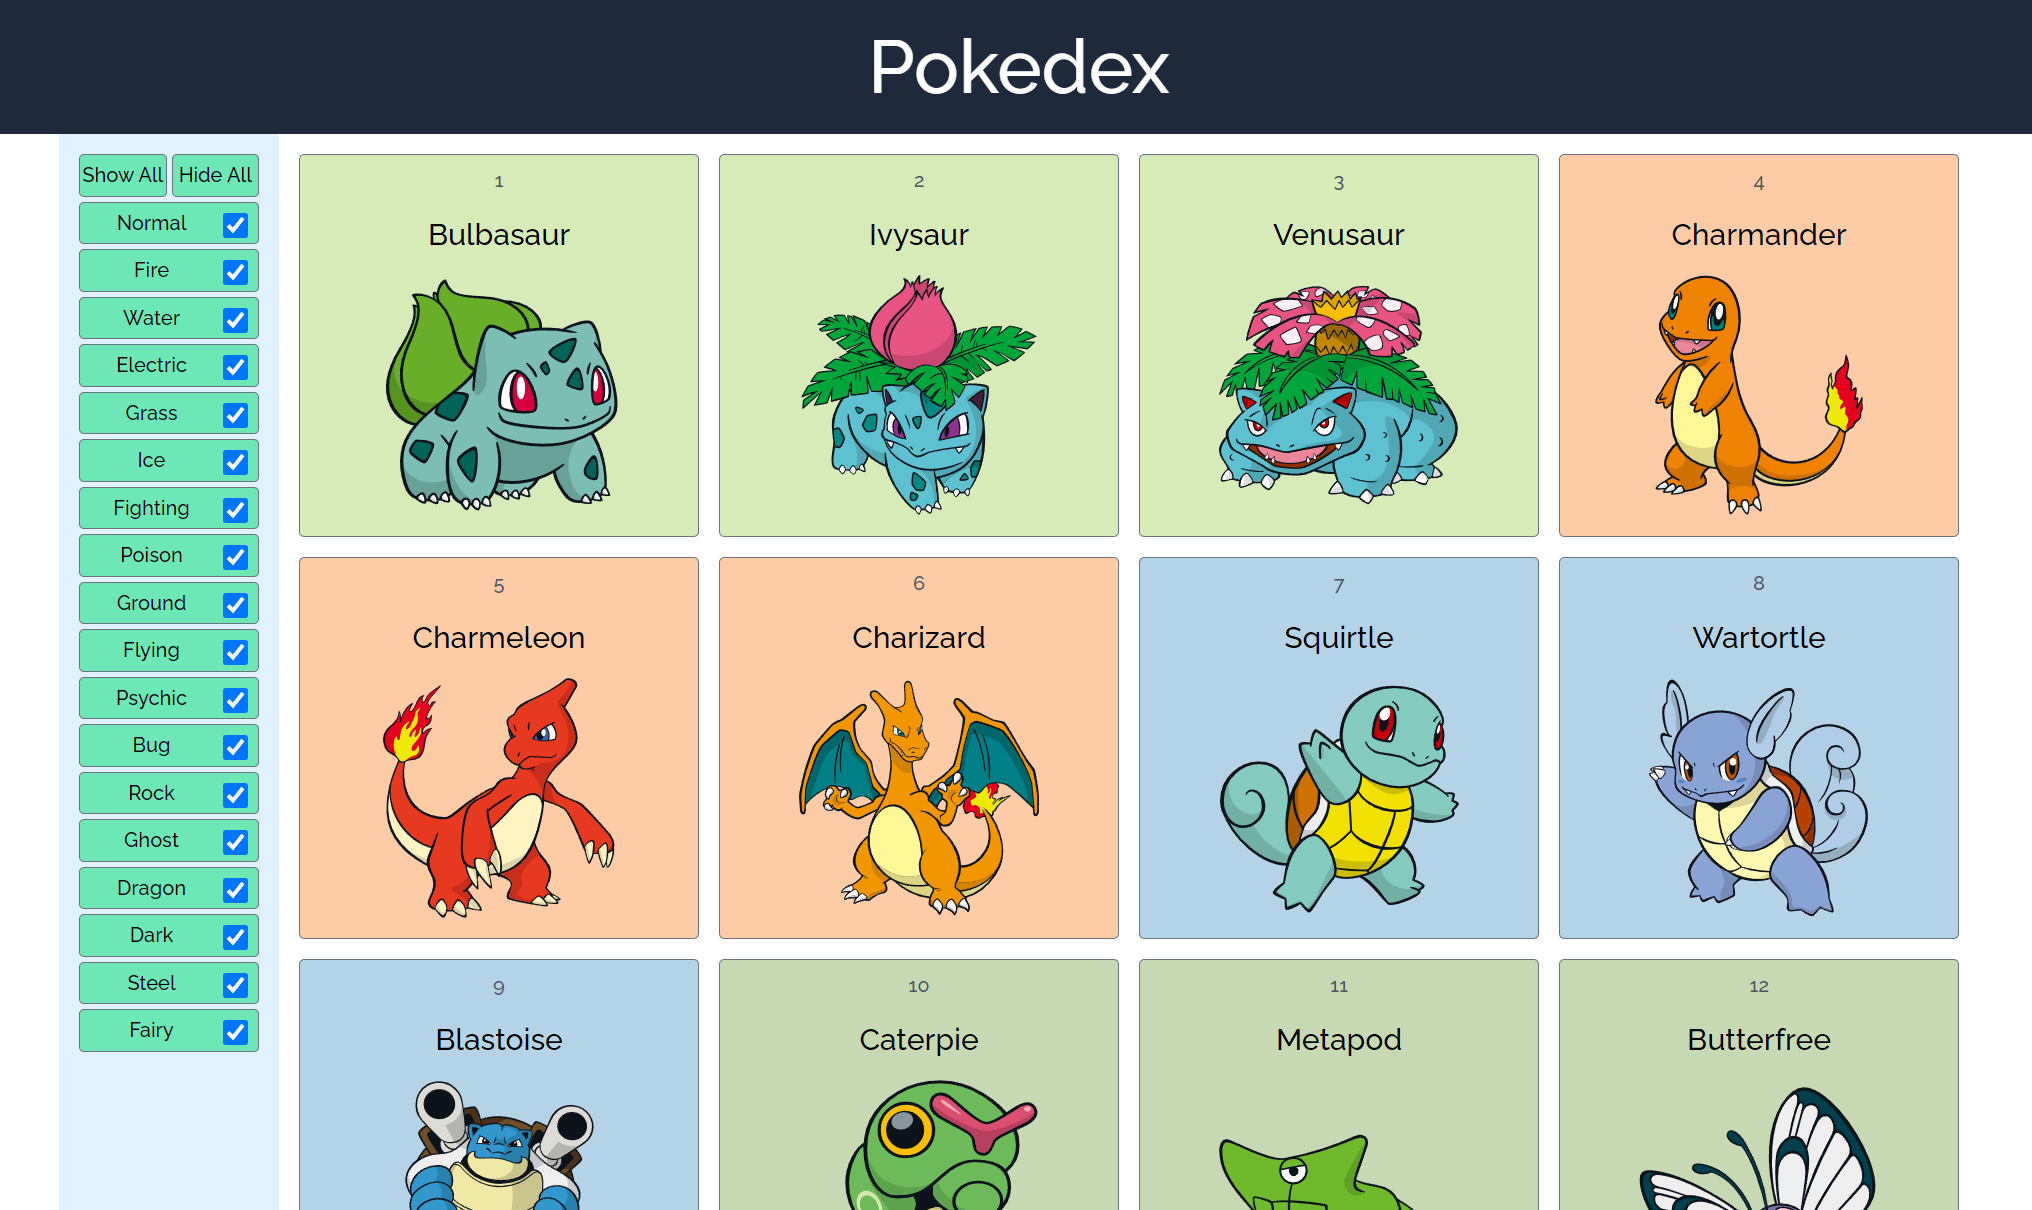 Pokedex
Show All Hide All
Normal
Fire
Water
Electric
Grass
Ice
Fighting
Poison
Ground
Flying
Psychic
Bug
Rock
Ghost
Dragon
Dark
Steel
Fairy
1
Bulbasaur
2
Ivysaur
3
Venusaur
4
Charmander
5
Charmeleon
6
Charizard
7
Squirtle
8
Wartortle
9
Blastoise
10
Caterpie
11
Metapod
12
Butterfree